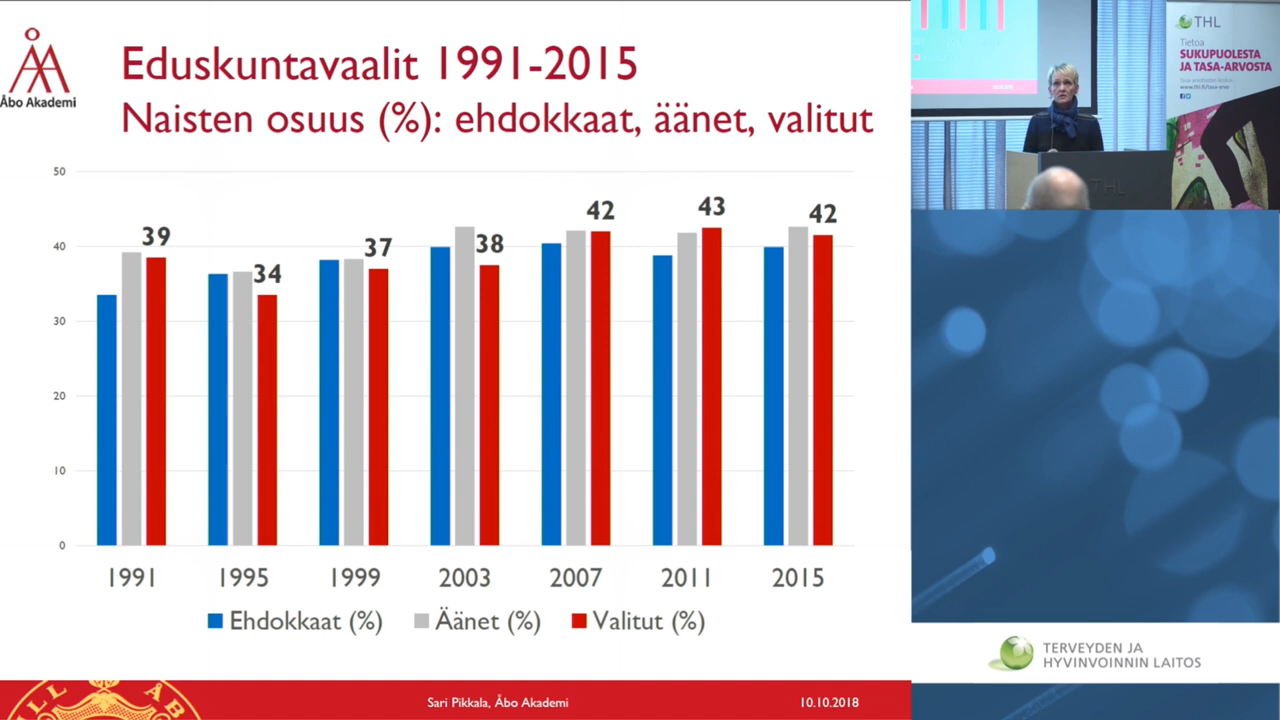 Åbo Akademi
Eduskuntavaalit 1991-2015
Naisten osuus (%): ehdokkaat, äänet, valitut
50
40
30
20
10
0
39
34
37
38
42
43
42
1991
1995
1999
2003
2007
2011
2015
Ehdokkaat (%)
Äänet (%)
Valitut (%)
Sari Pikkala, Åbo Akademi
10.10.2018
THL
Tietoa
SUKUPUOLESTA
JA TASA-ARVOSTA
THL
TERVEYDEN JA
HYVINVOINNIN LAITOS